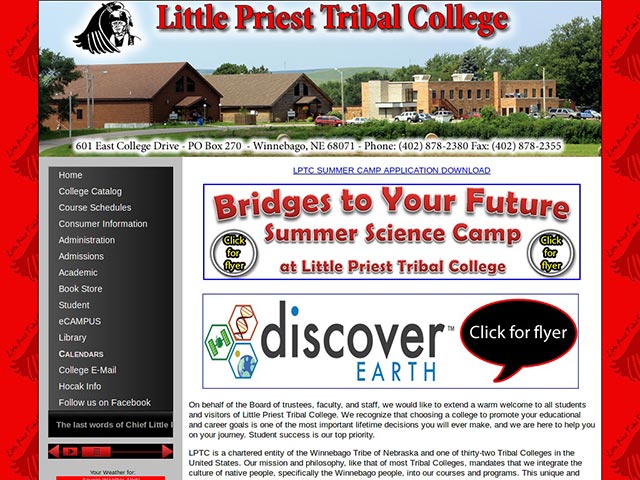 Little Priest Tribal College
601 East College Drive - PO Box 270 - Winnebago, NE 68071 - Phone: (402) 878-2380 Fax: (402) 878-2355
Home
College Catalog
Course Schedules
Consumer Information
Administration
Admissions
Academic
Book Store
Student
eCAMPUS
Library
CALENDARS
College E-Mail
Hocak Info
Follow us on Facebook
The last words of Chief Little
Your Weather for:
LPTC SUMMER CAMP APPLICATION DOWNLOAD
Bridges to Your Future
Summer Science Camp
at Little Priest Tribal College
Click
for
flyer
Click
for
flyer
discover™
EARTH
Click for flyer
On behalf of the Board of trustees, faculty, and staff, we would like to extend a warm welcome to all students
and visitors of Little Priest Tribal College. We recognize that choosing a college to promote your educational
and career goals is one of the most important lifetime decisions you will ever make, and we are here to help you
on your journey. Student success is our top priority.
LPTC is a chartered entity of the Winnebago Tribe of Nebraska and one of thirty-two Tribal Colleges in the
United States. Our mission and philosophy, like that of most Tribal Colleges, mandates that we integrate the
culture of native people, specifically the Winnebago people, into our courses and programs. This unique and